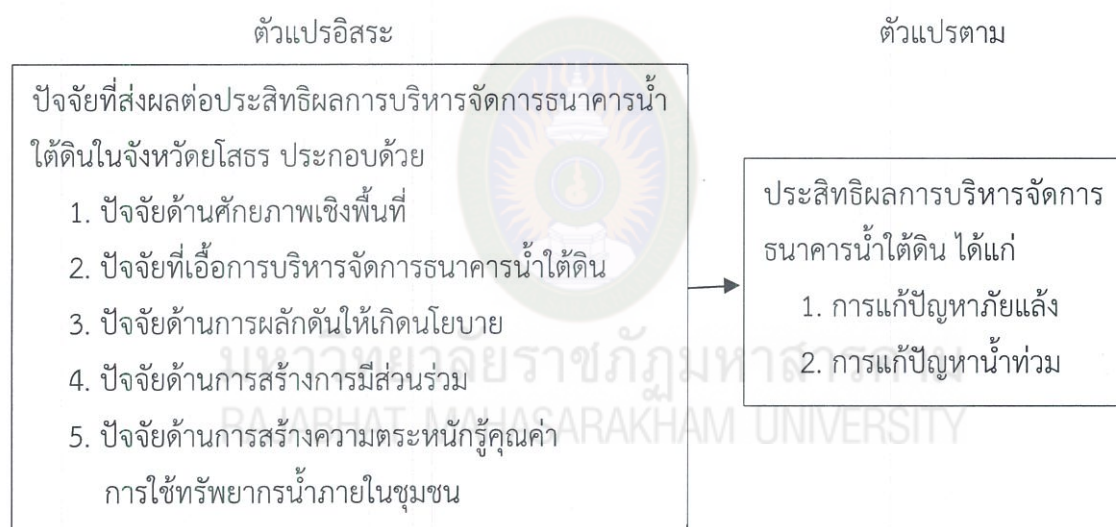 ตัวแปรอิสระ
ตัวแปรตาม
ปัจจัยที่ส่งผลต่อประสิทธิผลการบริหารจัดการธนาคารน้ำ
ใต้ดินในจังหวัดยโสธร ประกอบด้วย
1. ปัจจัยด้านศักยภาพเชิงพื้นที่
2. ปัจจัยที่เอื้อการบริหารจัดการธนาคารน้ำใต้ดิน
3. ปัจจัยด้านการผลักดันให้เกิดนโยบาย
4. ปัจจัยด้านการสร้างการมีส่วนร่วม
5. ปัจจัยด้านการสร้างความตระหนักรู้คุณค่า
การใช้ทรัพยากรน้ำภายในชุมชน
ประสิทธิผลการบริหารจัดการ
ธนาคารน้ำใต้ดิน ได้แก่
1. การแก้ปัญหาภัยแล้ง
2. การแก้ปัญหาน้ำท่วม
มหาวิทยาลัยราชภัฏมหาสารคาม
RAJABHAT MAHASARAKHAM UNIVERSITY